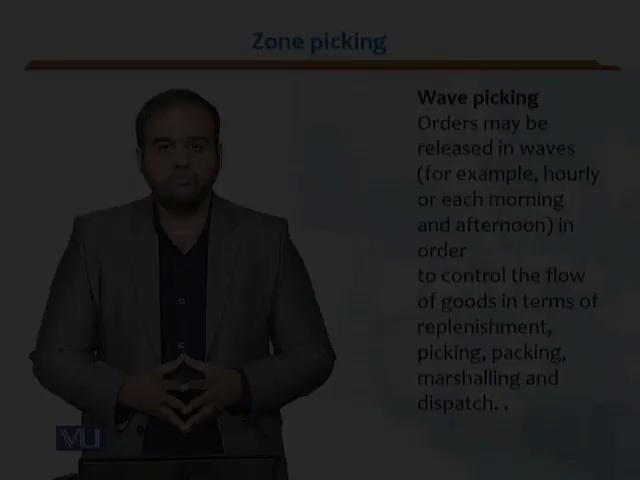 Zone picking
Wave picking
Orders may be
released in waves
(for example, hourly
or each morning
and afternoon) in
order
to control the flow
of goods in terms of
replenishment,
picking, packing,
marshalling and
dispatch. .
VU